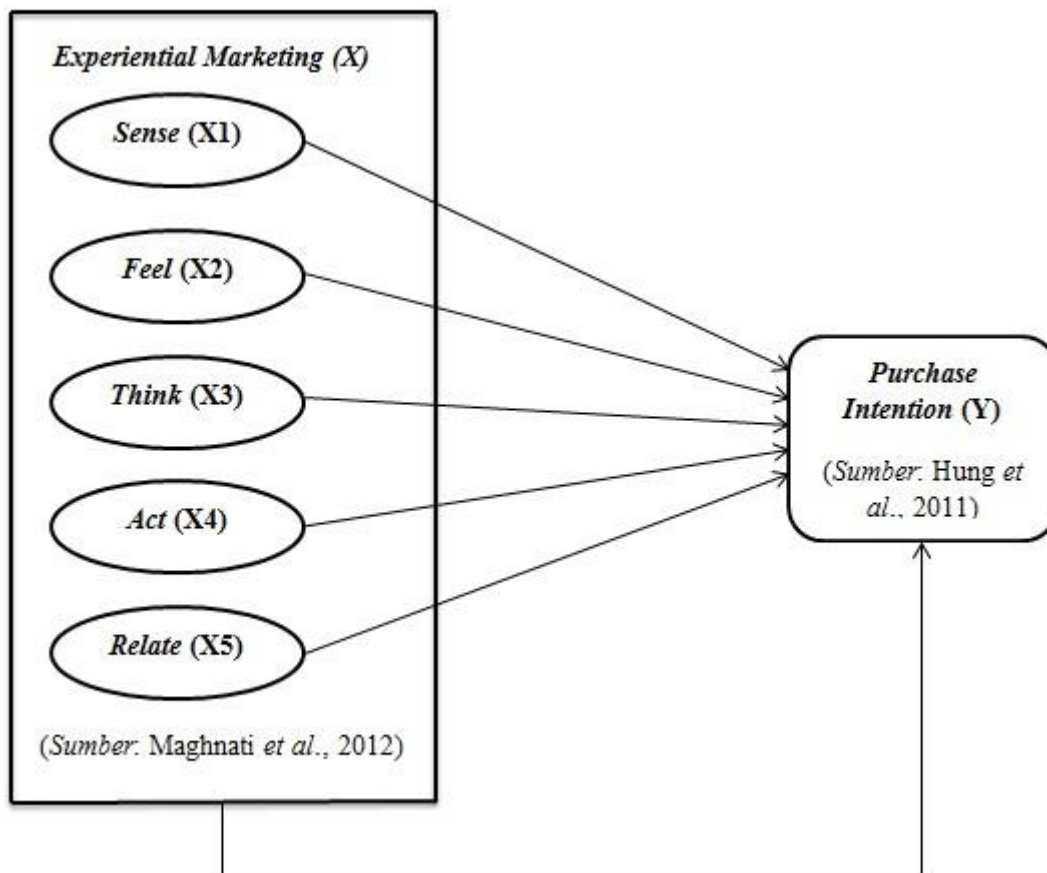 Experiential Marketing (X)
Sense (X1)
Feel (X2)
Think (X3)
Act (X4)
Relate (X5)
(Sumber: Maghnati et al., 2012)
Purchase
Intention (Y)
(Sumber: Hung et
al., 2011)